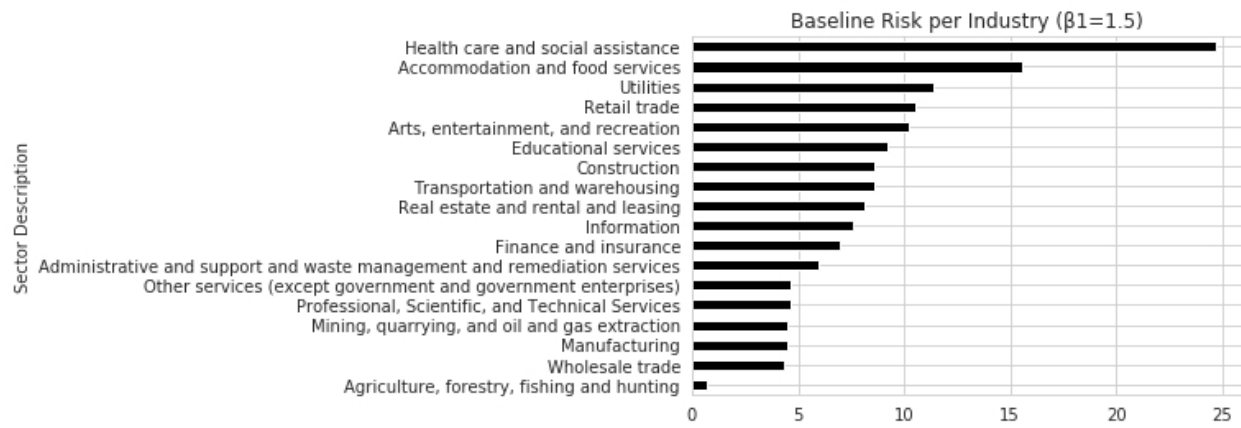 Baseline Risk per Industry (β1=1.5)
Sector Description
Health care and social assistance
Accommodation and food services
Utilities
Retail trade
Arts, entertainment, and recreation
Educational services
Construction
Transportation and warehousing
Real estate and rental and leasing
Information
Finance and insurance
Administrative and support and waste management and remediation services
Other services (except government and government enterprises)
Professional, Scientific, and Technical Services
Mining, quarrying, and oil and gas extraction
Manufacturing
Wholesale trade
Agriculture, forestry, fishing and hunting
0 5 10 15 20 25